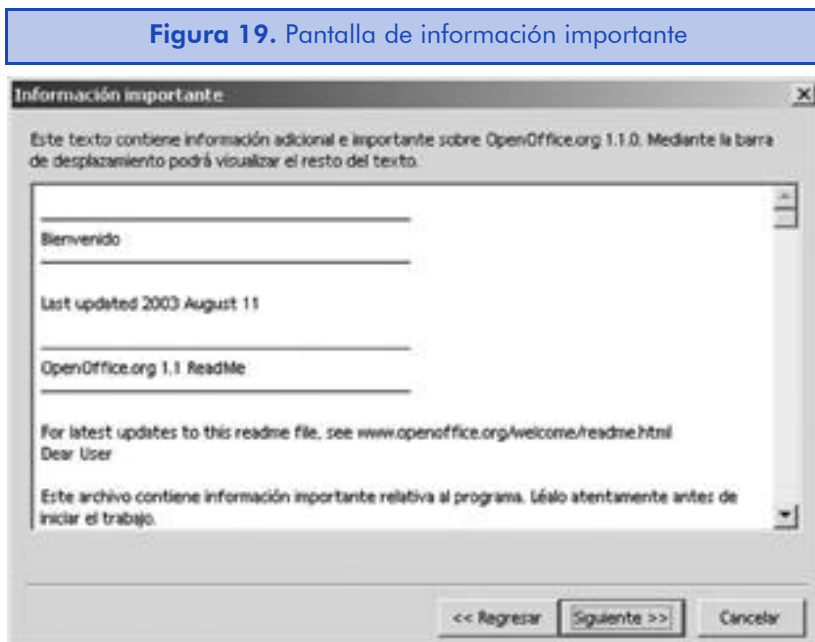 Figura 19. Pantalla de información importante
Información importante
Este texto contiene información adicional e importante sobre OpenOffice.org 1.1.0. Mediante la barra
de desplazamiento podrá visualizar el resto del texto.
Bienvenido
Last updated 2003 August 11
OpenOffice.org 1.1 ReadMe
For latest updates to this readme file, see www.openoffice.org/welcome/readme.html
Dear User
Este archivo contiene información importante relativa al programa. Léalo atentamente antes de
iniciar el trabajo.
<< Regresar Siguiente >> Cancelar